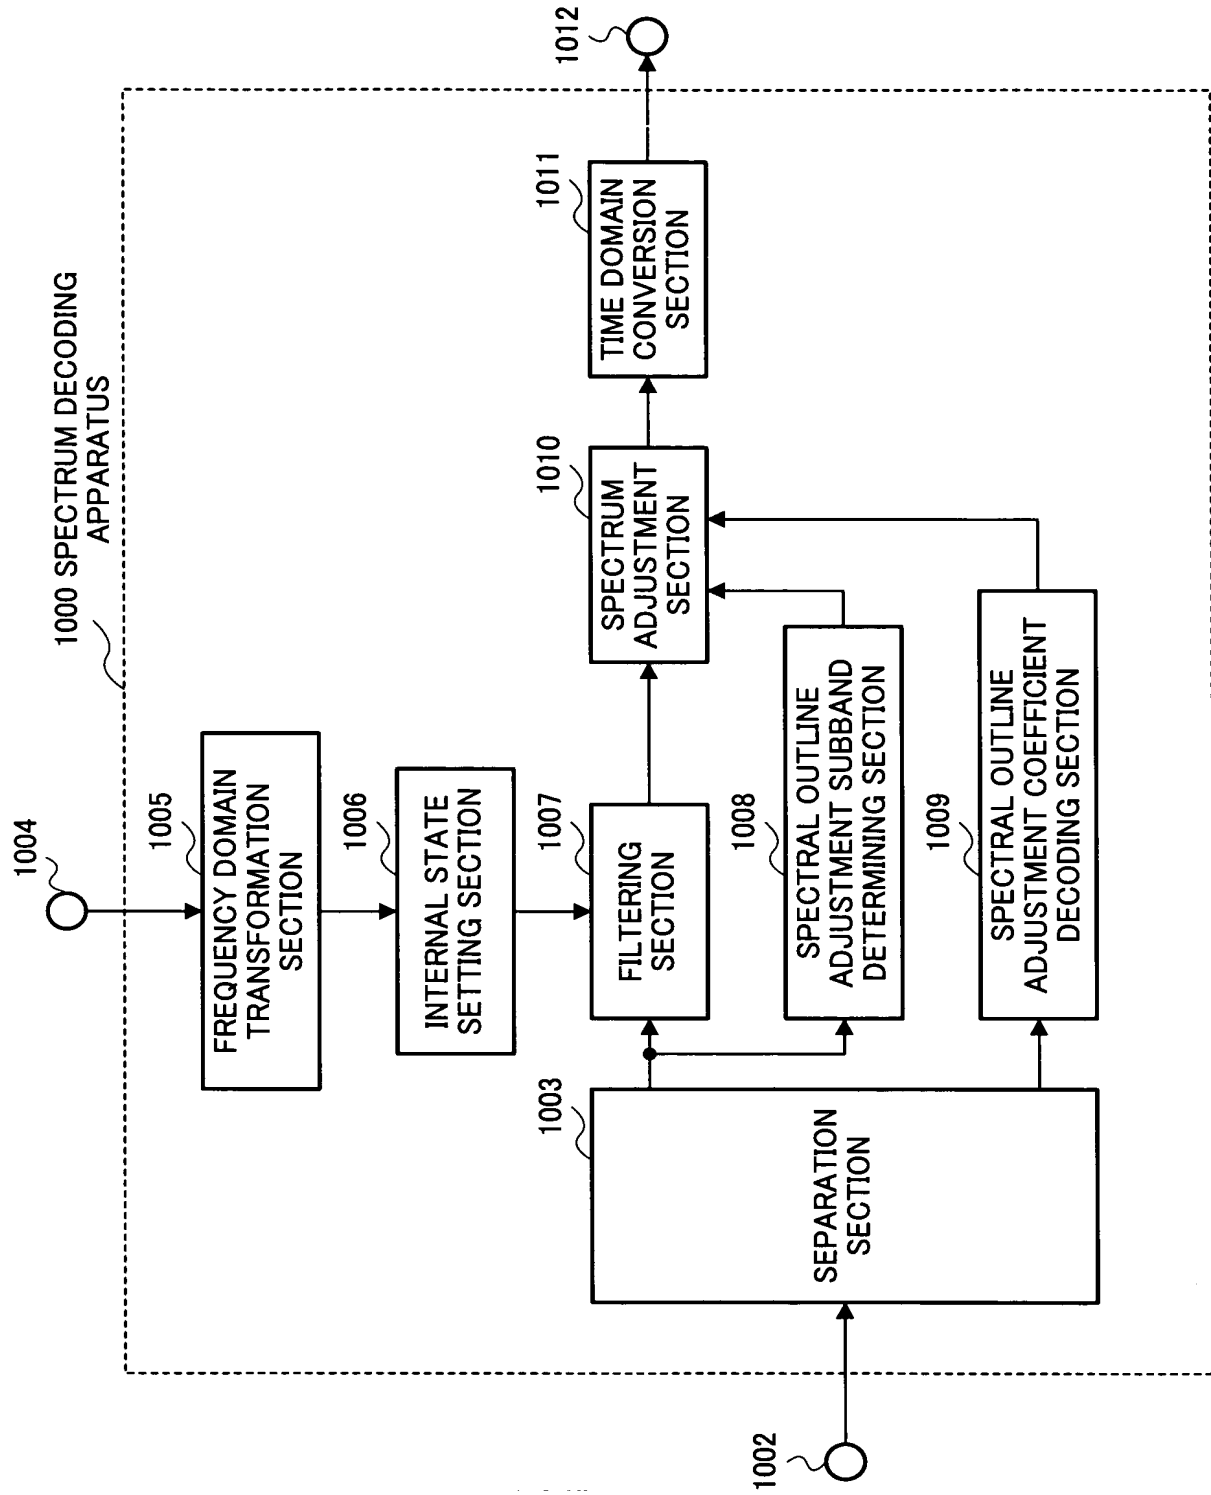 1000 SPECTRUM DECODING
APPARATUS
1004
1005
FREQUENCY DOMAIN
TRANSFORMATION
SECTION
1006
INTERNAL STATE
SETTING SECTION
1002
1003
SEPARATION
SECTION
1007
FILTERING
SECTION
1008
SPECTRAL OUTLINE
ADJUSTMENT SUBBAND
DETERMINING SECTION
1009
SPECTRAL OUTLINE
ADJUSTMENT COEFFICIENT
DECODING SECTION
1010
SPECTRUM
ADJUSTMENT
SECTION
1011
TIME DOMAIN
CONVERSION
SECTION
1012